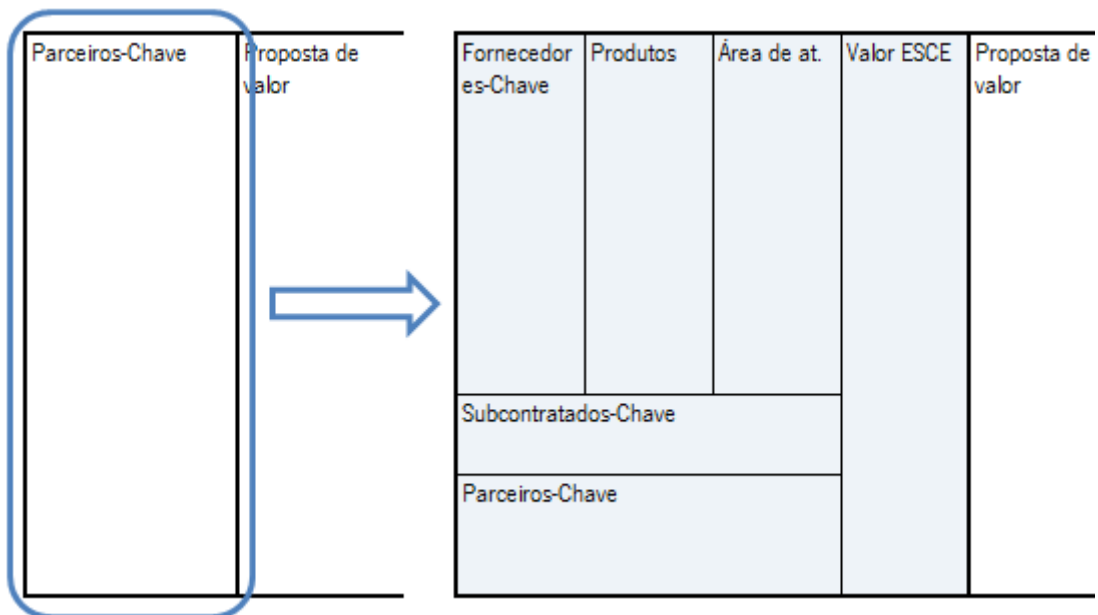 Parceiros-Chave
Proposta de
valor
Fornecedor
es-Chave
Produtos
Área de at.
Valor ESCE
Proposta de
valor
Subcontratados-Chave
Parceiros-Chave